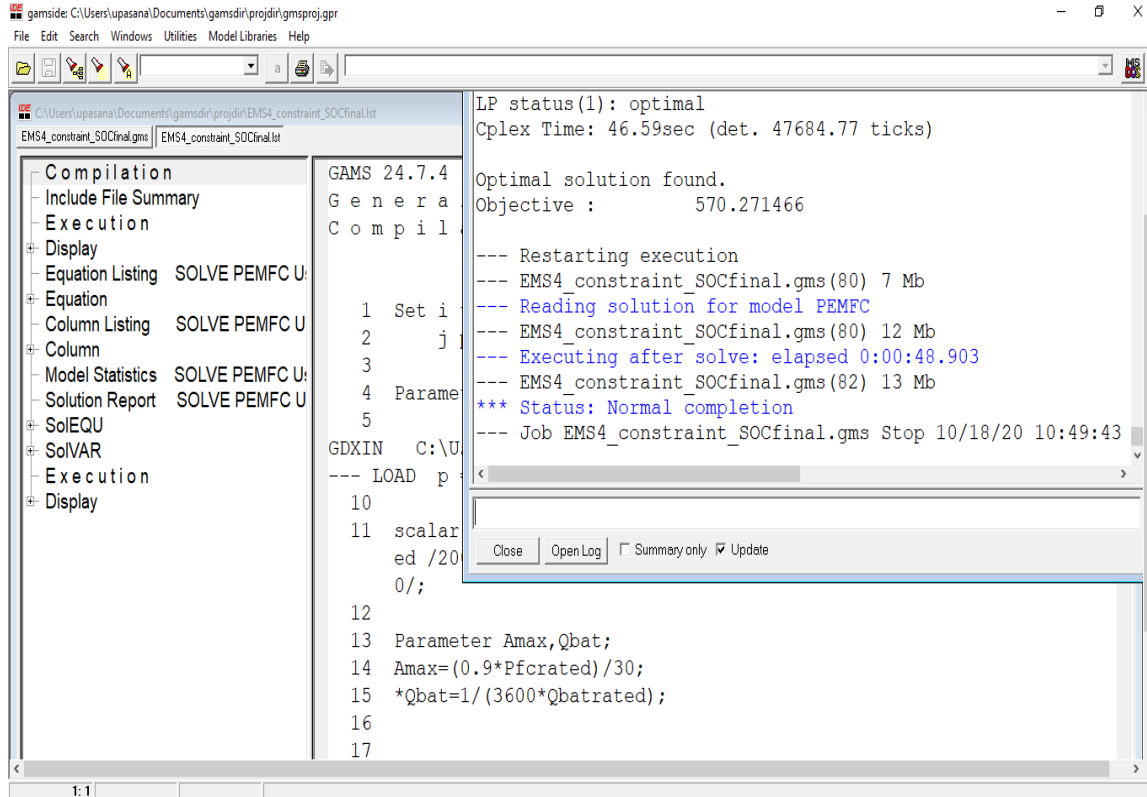 gamside: C:\Users\upasana\Documents\gamsdir\projdir\gmsproj.gpr
File Edit Search Windows Utilities Model Libraries Help
a
MS
DOS
C:\Users\upasana\Documents\gamsdir\projdir\EMS4_constraint_SOCfinal.lst
EMS4_constraint_SOCfinal.gms EMS4_constraint_SOCfinal.lst
Compilation
Include File Summary
Execution
Display
Equation Listing SOLVE PEMFC U
Equation
Column Listing SOLVE PEMFC U
Column
Model Statistics SOLVE PEMFC U
Solution Report SOLVE PEMFC U
SolEQU
SolVAR
Execution
Display
GAMS 24.7.4
G e n e r a
C o m p i l
1 Set i
2 j
3
4 Parame
5
GDXIN C:\U
--- LOAD p
10
11 scalar
ed /20
0/;
12
13 Parameter Amax,Qbat;
14 Amax=(0.9*Pfcrated)/30;
15 *Qbat=1/(3600*Qbatrated);
16
17
LP status(1): optimal
Cplex Time: 46.59sec (det. 47684.77 ticks)
Optimal solution found.
Objective : 570.271466
--- Restarting execution
--- EMS4_constraint_SOCfinal.gms(80) 7 Mb
--- Reading solution for model PEMFC
--- EMS4_constraint_SOCfinal.gms(80) 12 Mb
--- Executing after solve: elapsed 0:00:48.903
--- EMS4_constraint_SOCfinal.gms(82) 13 Mb
*** Status: Normal completion
--- Job EMS4_constraint_SOCfinal.gms Stop 10/18/20 10:49:43
Close Open Log Summary only Update
1: 1